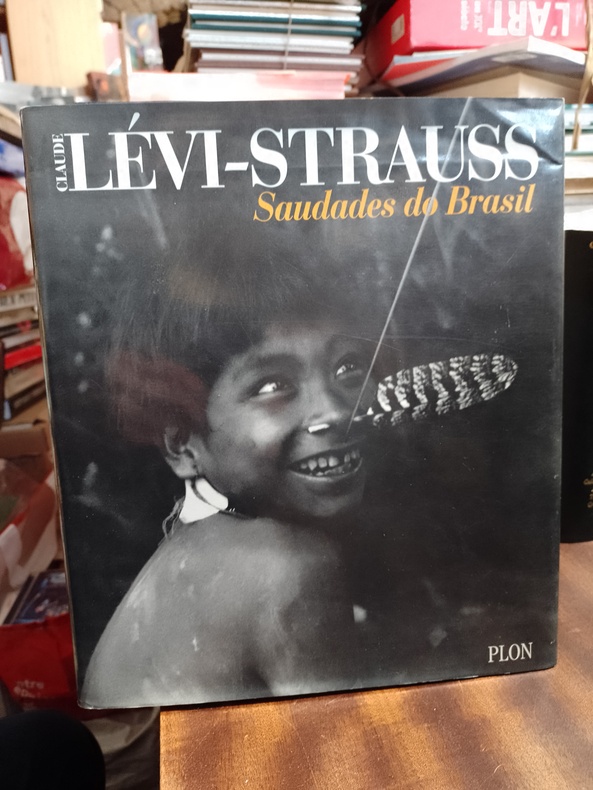 L'ART
CLAUDE
LÉVI-STRAUSS
Saudades do Brasil
PLON